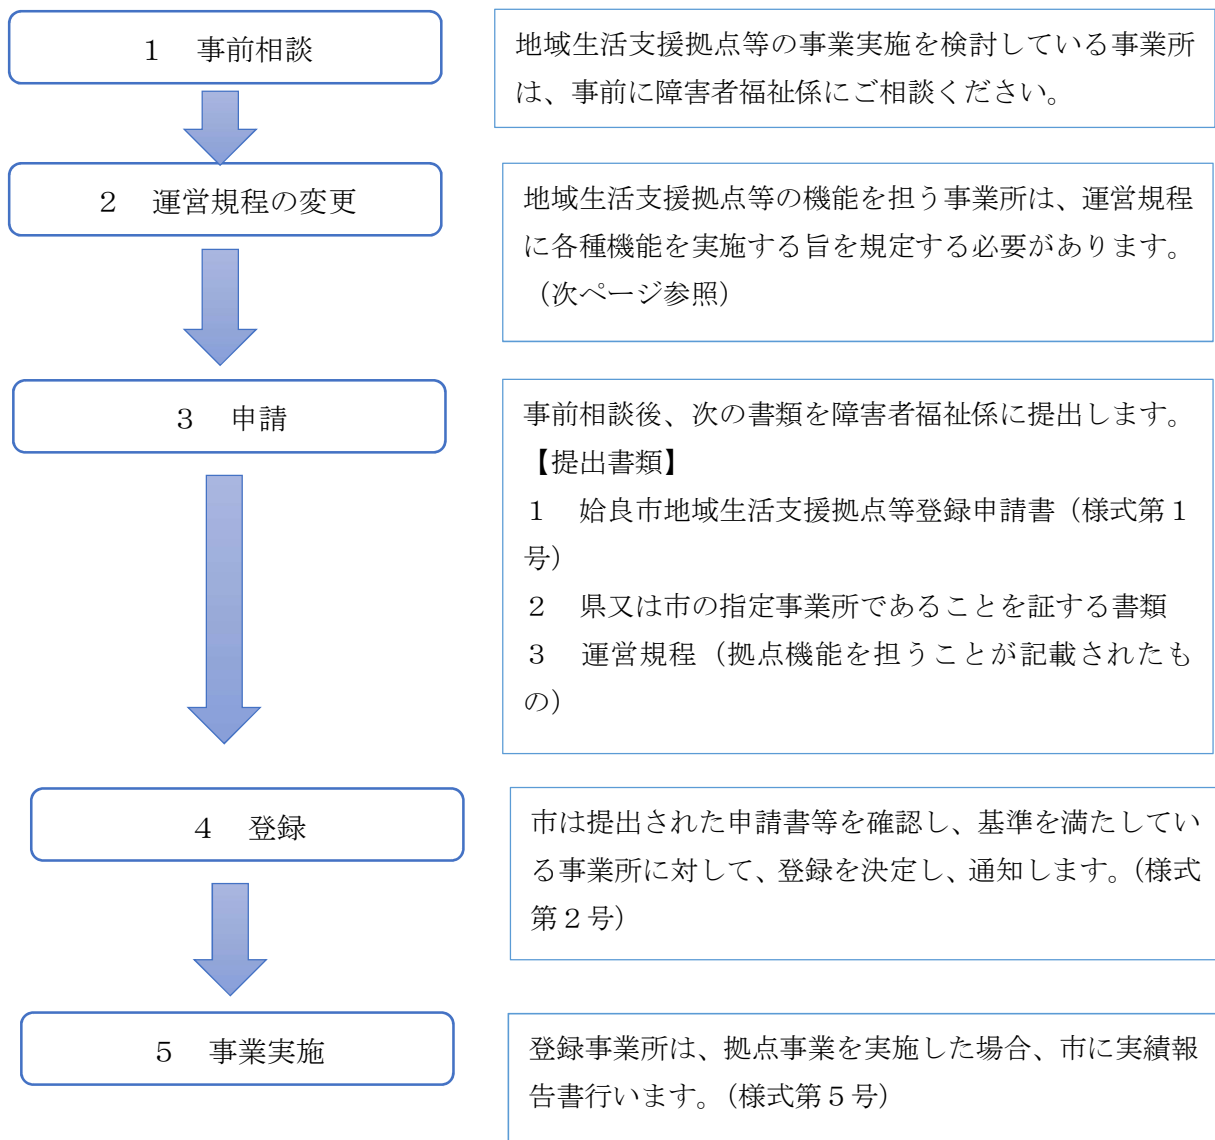 １　事前相談
地域生活支援拠点等の事業実施を検討している事業所
は、事前に障害者福祉係にご相談ください。
２　運営規程の変更
地域生活支援拠点等の機能を担う事業所は、運営規程
に各種機能を実施する旨を規定する必要があります。
（次ページ参照）
３　申請
事前相談後、次の書類を障害者福祉係に提出します。
【提出書類】
１　姶良市地域生活支援拠点等登録申請書（様式第１
号）
２　県又は市の指定事業所であることを証する書類
３　運営規程（拠点機能を担うことが記載されたも
の）
４　登録
市は提出された申請書等を確認し、基準を満たしてい
る事業所に対して、登録を決定し、通知します。（様式
第２号）
５　事業実施
登録事業所は、拠点事業を実施した場合、市に実績報
告書行います。（様式第５号）